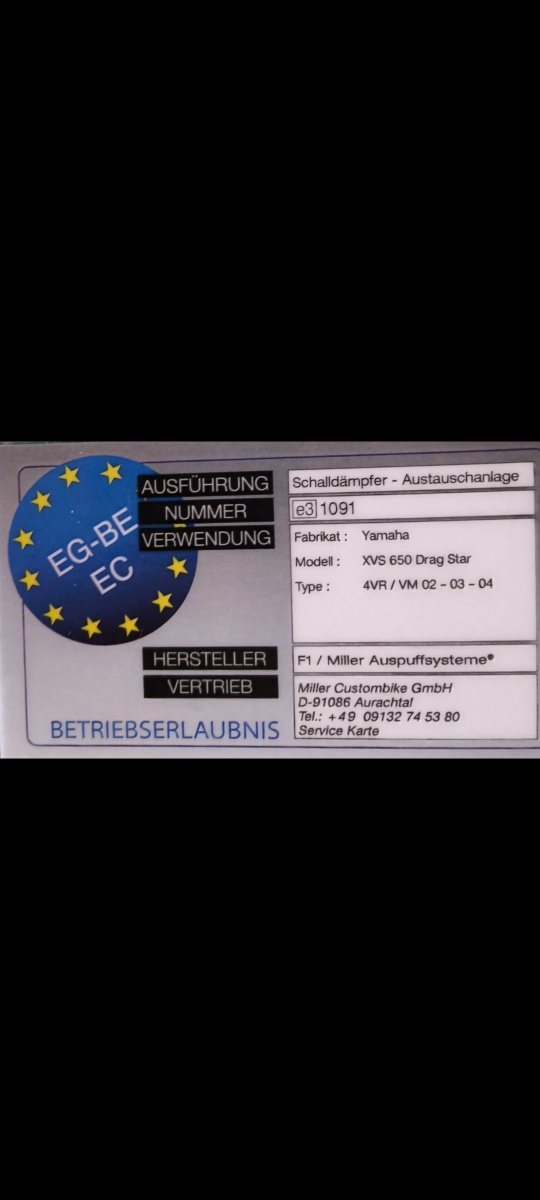 EG-BE
EC
AUSFÜHRUNG
Schalldämpfer - Austauschanlage
NUMMER
e3 1091
VERWENDUNG
Fabrikat : Yamaha
Modell : XVS 650 Drag Star
Type : 4VR / VM 02 - 03 - 04
HERSTELLER
F1 / Miller Auspuffsysteme®
VERTRIEB
Miller Custombike GmbH
D-91086 Aurachtal
Tel.: +49 09132 74 53 80
Service Karte
BETRIEBSERLAUBNIS